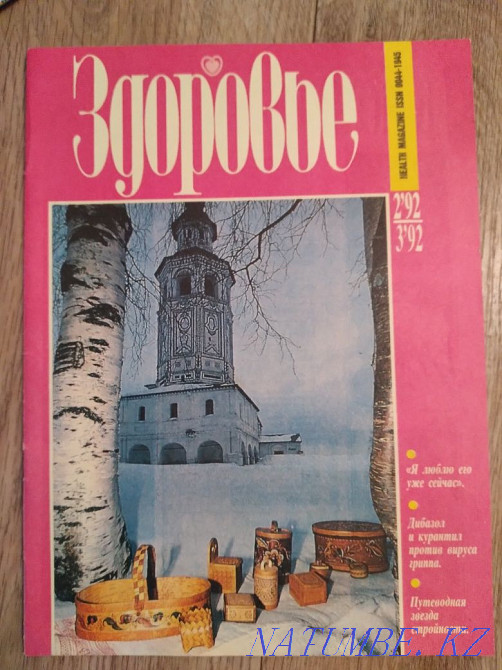 Здоровье
HEALTH MAGAZINE ISSN 0044-1945
2'92
3'92
«Я люблю его
уже сейчас».
Дибазол
и курантил
против вируса
гриппа.
Путеводная
звезда
стройности.
NATUMBE.KZ